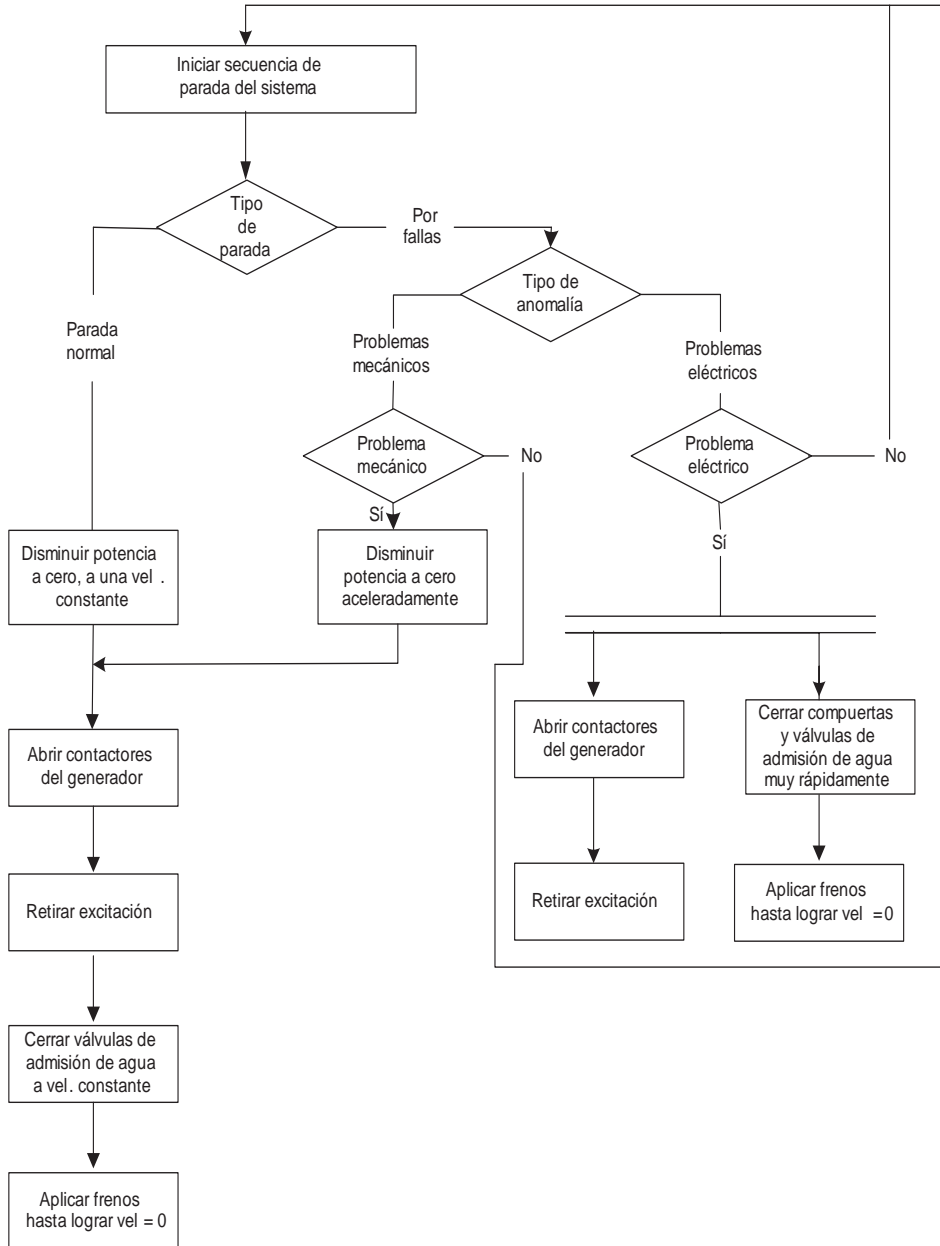 Iniciar secuencia de
parada del sistema
Tipo
de
parada
Por
fallas
Tipo de
anomalía
Parada
normal
Problemas
mecánicos
Problemas
eléctricos
Problema
mecánico
No
Problema
eléctrico
No
Sí
Sí
Disminuir potencia
a cero, a una vel .
constante
Disminuir
potencia a cero
aceleradamente
Abrir contactores
del generador
Abrir contactores
del generador
Cerrar compuertas
y válvulas de
admisión de agua
muy rápidamente
Retirar excitación
Retirar excitación
Aplicar frenos
hasta lograr vel = 0
Cerrar válvulas de
admisión de agua
a vel. constante
Aplicar frenos
hasta lograr vel = 0